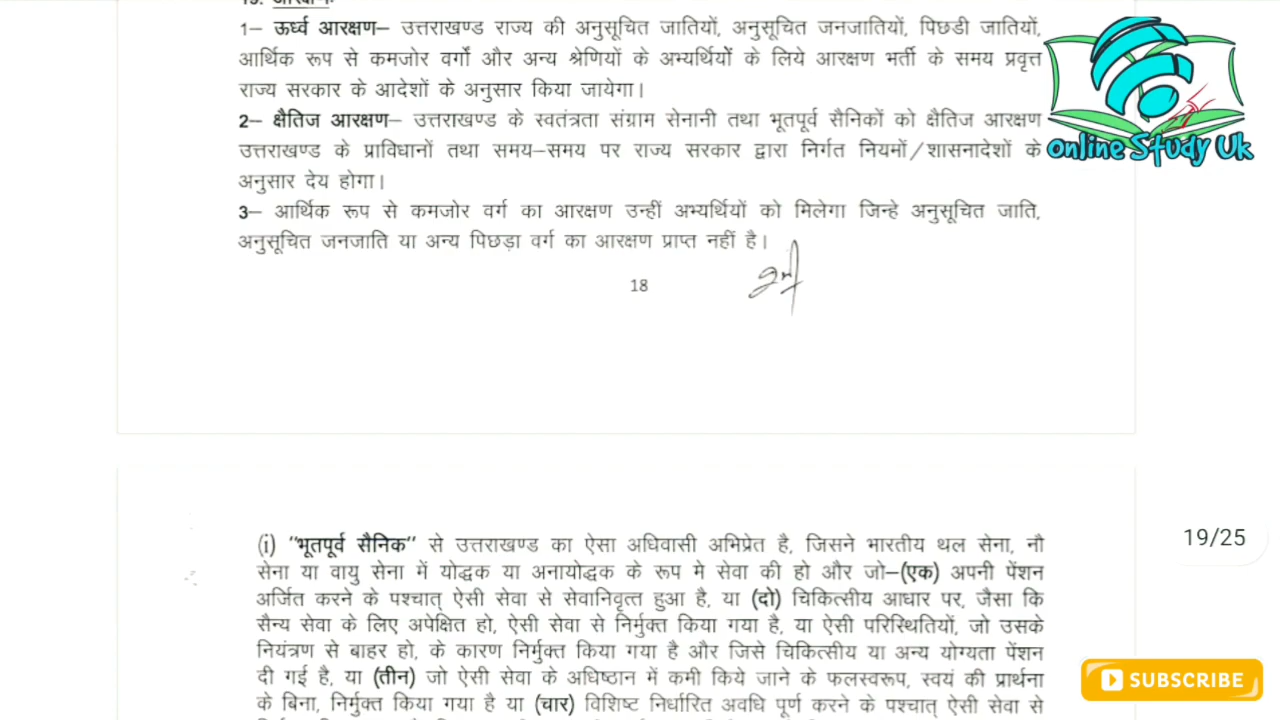 1– ऊर्ध्व आरक्षण– उत्तराखण्ड राज्य की अनुसूचित जातियों, अनुसूचित जनजातियों, पिछडी जातियों,
आर्थिक रूप से कमजोर वर्गों और अन्य श्रेणियों के अभ्यर्थियों के लिये आरक्षण भर्ती के समय प्रवृत्त
राज्य सरकार के आदेशों के अनुसार किया जायेगा।
2– क्षैतिज आरक्षण– उत्तराखण्ड के स्वतंत्रता संग्राम सेनानी तथा भूतपूर्व सैनिकों को क्षैतिज आरक्षण
उत्तराखण्ड के प्राविधानों तथा समय–समय पर राज्य सरकार द्वारा निर्गत नियमों/शासनादेशों के
अनुसार देय होगा।
3– आर्थिक रूप से कमजोर वर्ग का आरक्षण उन्हीं अभ्यर्थियों को मिलेगा जिन्हे अनुसूचित जाति,
अनुसूचित जनजाति या अन्य पिछड़ा वर्ग का आरक्षण प्राप्त नहीं है।
18
Online Study Uk
19/25
(i) "भूतपूर्व सैनिक" से उत्तराखण्ड का ऐसा अधिवासी अभिप्रेत है, जिसने भारतीय थल सेना, नौ
सेना या वायु सेना में योद्धक या अनायोद्धक के रूप मे सेवा की हो और जो–(एक) अपनी पेंशन
अर्जित करने के पश्चात् ऐसी सेवा से सेवानिवृत्त हुआ है, या (दो) चिकित्सीय आधार पर, जैसा कि
सैन्य सेवा के लिए अपेक्षित हो, ऐसी सेवा से निर्मुक्त किया गया है, या ऐसी परिस्थितियों, जो उसके
नियंत्रण से बाहर हो, के कारण निर्मुक्त किया गया है और जिसे चिकित्सीय या अन्य योग्यता पेंशन
दी गई है, या (तीन) जो ऐसी सेवा के अधिष्ठान में कमी किये जाने के फलस्वरूप, स्वयं की प्रार्थना
के बिना, निर्मुक्त किया गया है या (चार) विशिष्ट निर्धारित अवधि पूर्ण करने के पश्चात् ऐसी सेवा से
SUBSCRIBE